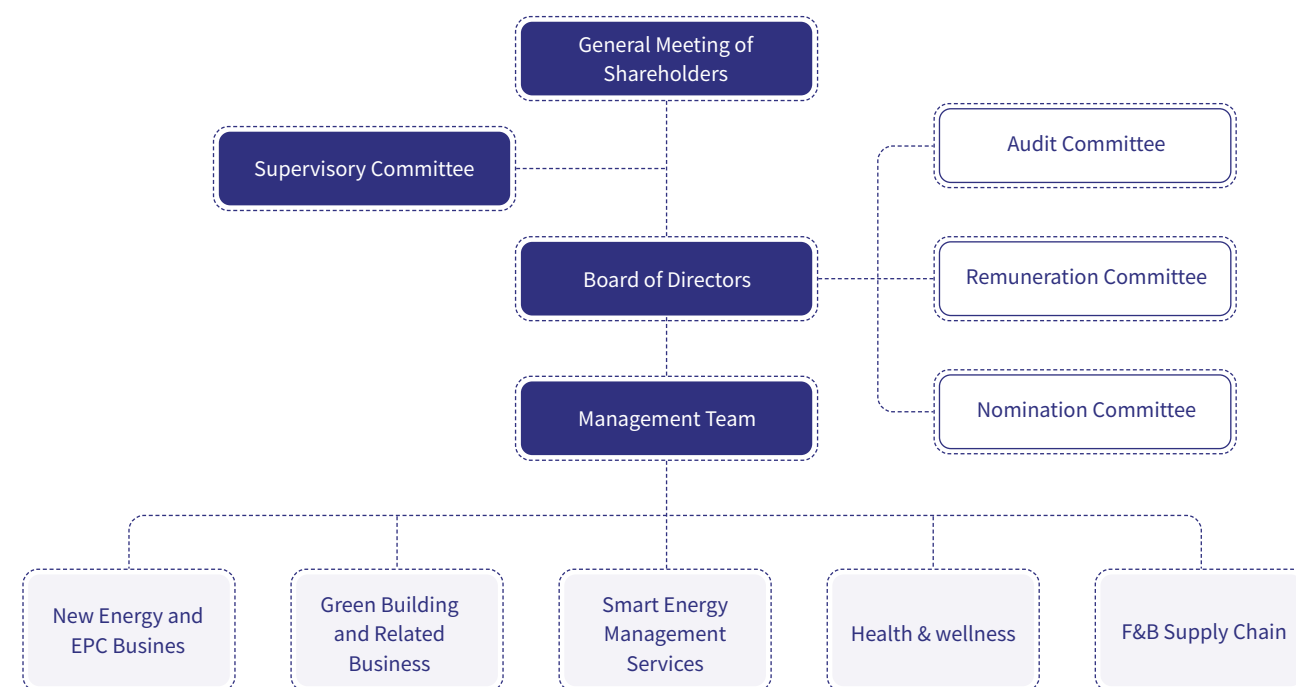 General Meeting of
Shareholders
Supervisory Committee
Audit Committee
Board of Directors
Remuneration Committee
Management Team
Nomination Committee
New Energy and
EPC Busines
Green Building
and Related
Business
Smart Energy
Management
Services
Health & wellness
F&B Supply Chain